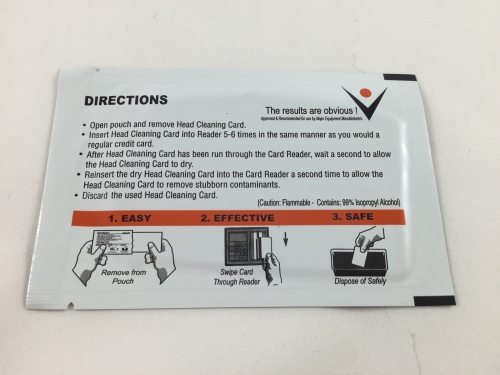 DIRECTIONS
The results are obvious !
Approved & Recommended for use by Major Equipment Manufacturers.
• Open pouch and remove Head Cleaning Card.
• Insert Head Cleaning Card into Reader 5-6 times in the same manner as you would a
regular credit card.
• After Head Cleaning Card has been run through the Card Reader, wait a second to allow
the Head Cleaning Card to dry.
• Reinsert the dry Head Cleaning Card into the Card Reader a second time to allow the
Head Cleaning Card to remove stubborn contaminants.
• Discard the used Head Cleaning Card.
(Caution: Flammable - Contains: 99% Isopropyl Alcohol)
1. EASY 2. EFFECTIVE 3. SAFE
Remove from
Pouch
Swipe Card
Through Reader
Dispose of Safely